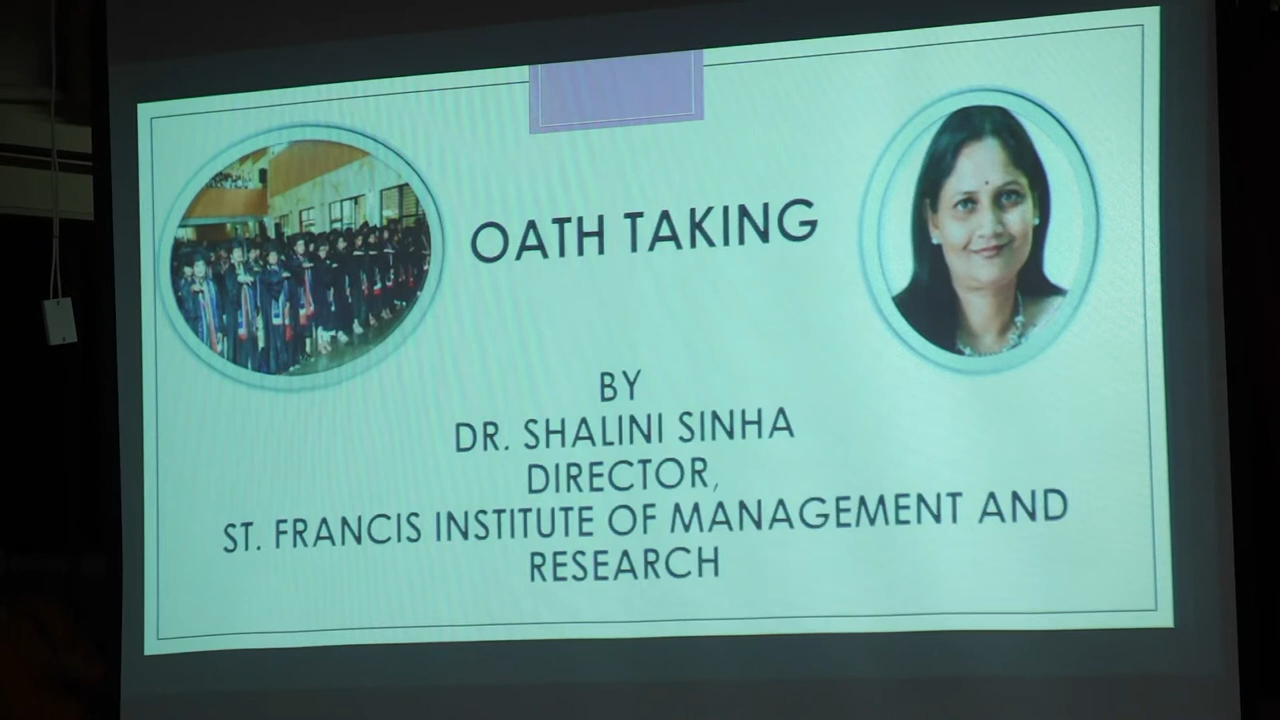 OATH TAKING
BY
DR. SHALINI SINHA
DIRECTOR,
ST. FRANCIS INSTITUTE OF MANAGEMENT AND
RESEARCH